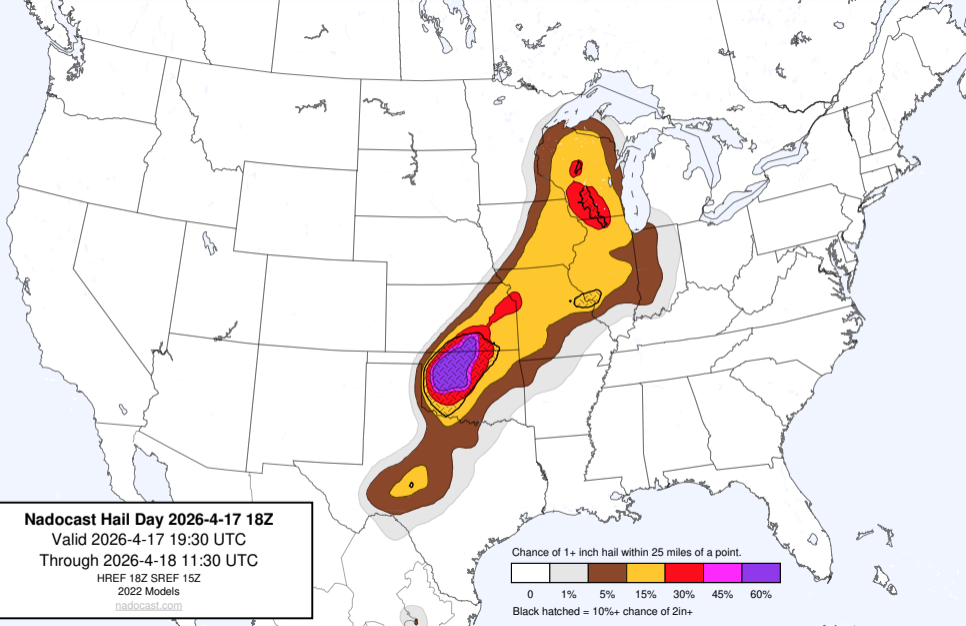 Nadocast Hail Day 2026-4-17 18Z
Valid 2026-4-17 19:30 UTC
Through 2026-4-18 11:30 UTC
HREF 18Z SREF 15Z
2022 Models
nadocast.com
Chance of 1+ inch hail within 25 miles of a point.
0 1% 5% 15% 30% 45% 60%
Black hatched = 10%+ chance of 2in+